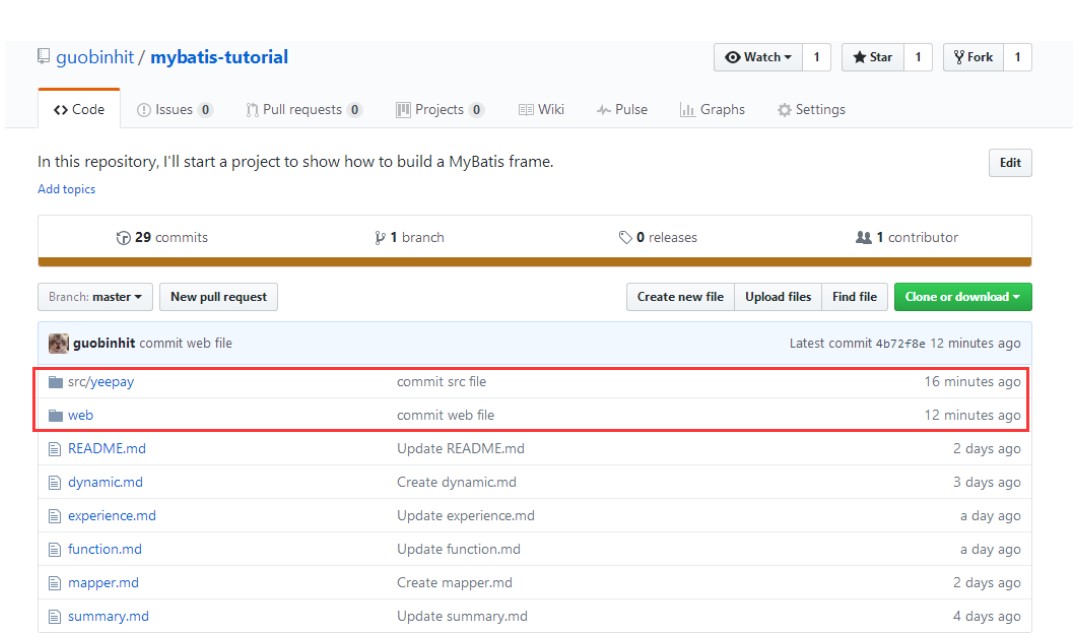 guobinhit / mybatis-tutorial
Watch 1 Star 1 Fork 1
Code Issues 0 Pull requests 0 Projects 0 Wiki Pulse Graphs Settings
In this repository, I'll start a project to show how to build a MyBatis frame. Edit
Add topics
29 commits 1 branch 0 releases 1 contributor
Branch: master New pull request Create new file Upload files Find file Clone or download
guobinhit commit web file Latest commit 4b72f8e 12 minutes ago
src/yeepay commit src file 16 minutes ago
web commit web file 12 minutes ago
README.md Update README.md 2 days ago
dynamic.md Create dynamic.md 3 days ago
experience.md Update experience.md a day ago
function.md Update function.md a day ago
mapper.md Create mapper.md 2 days ago
summary.md Update summary.md 4 days ago